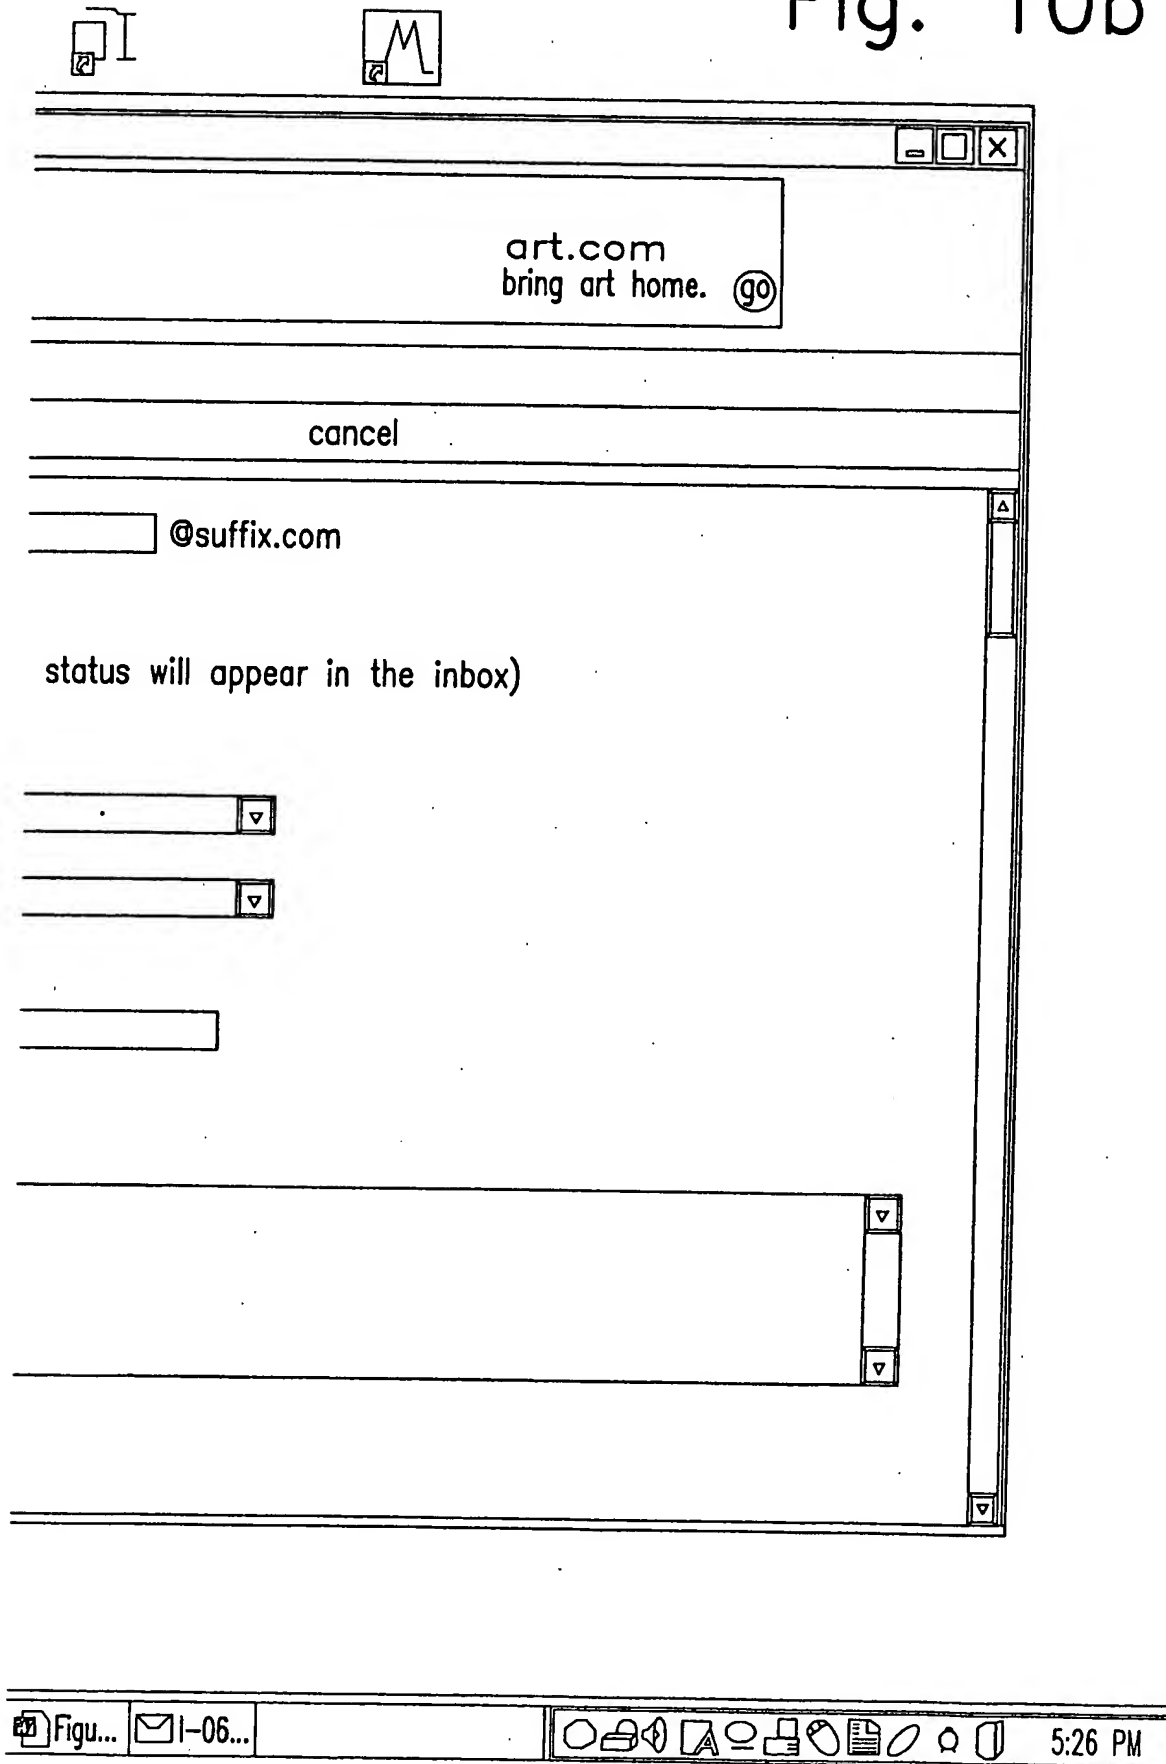 Fig. 10b
M
art.com
bring art home. go
cancel
@suffix.com
status will appear in the inbox)
Figu... I-06... 5:26 PM